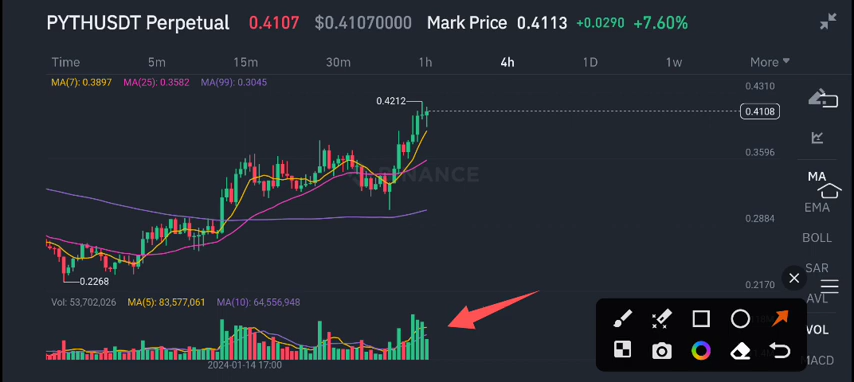 PYTHUSDT Perpetual 0.4107 $0.41070000 Mark Price 0.4113 +0.0290 +7.60%
Time 5m 15m 30m 1h 4h 1D 1w More
MA(7): 0.3897 MA(25): 0.3582 MA(99): 0.3045
0.4310
0.4212
0.4108
0.3596
BINANCE
MA
EMA
0.2884
BOLL
SAR
0.2268
0.2170
AVL
Vol: 53,702,026 MA(5): 83,577,061 MA(10): 64,556,948
VOL
MACD
2024-01-14 17:00